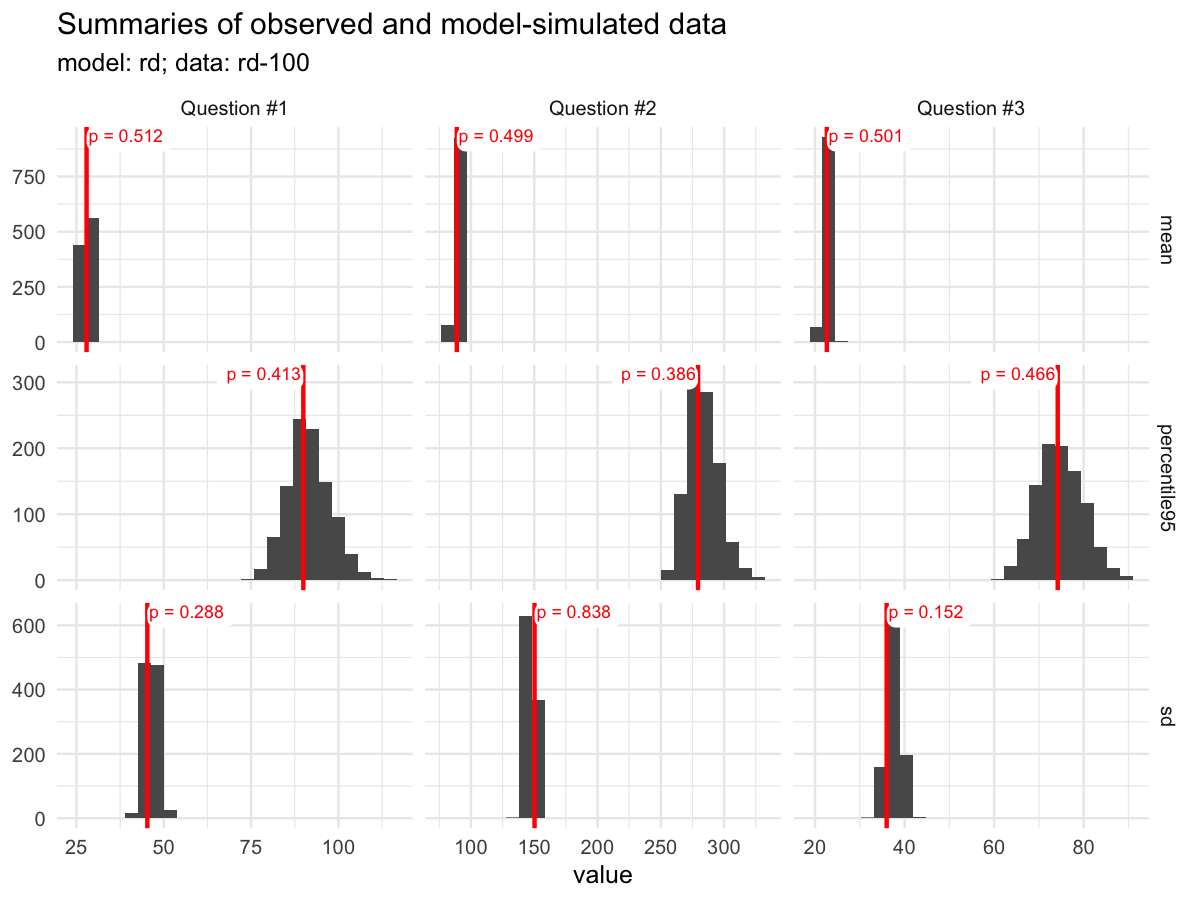 Summaries of observed and model-simulated data
model: rd; data: rd-100
Question #1 Question #2 Question #3
p = 0.512 p = 0.499 p = 0.501
750
500
250
0
mean
p = 0.413 p = 0.386 p = 0.466
300
200
100
0
percentile95
p = 0.288 p = 0.838 p = 0.152
600
400
200
0
sd
25 50 75 100 100 150 200 250 300 20 40 60 80
value